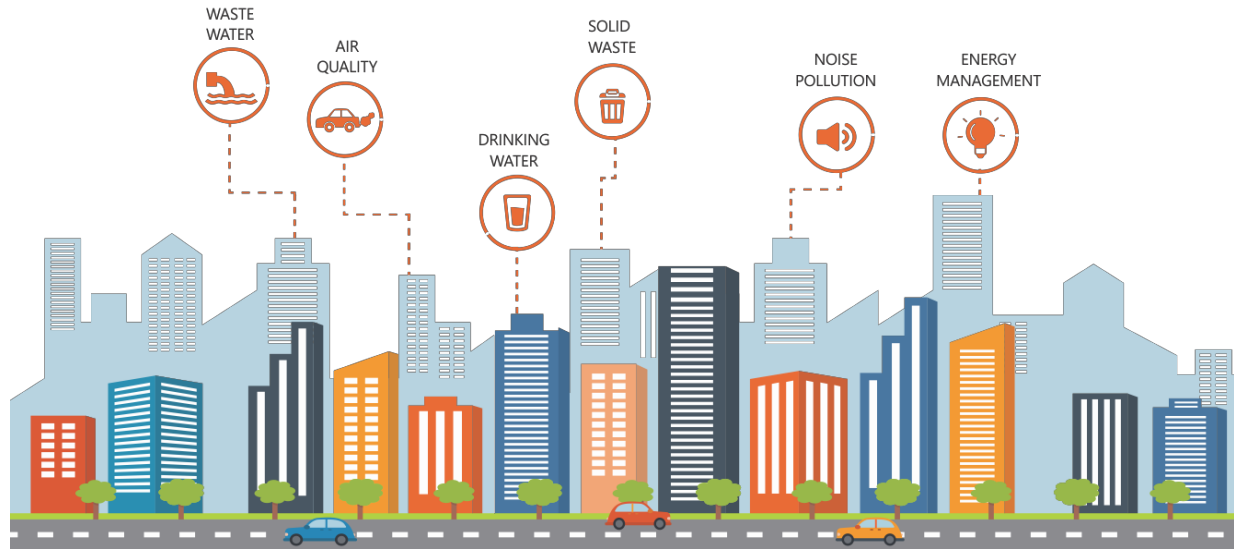 WASTE
WATER
AIR
QUALITY
DRINKING
WATER
SOLID
WASTE
NOISE
POLLUTION
ENERGY
MANAGEMENT